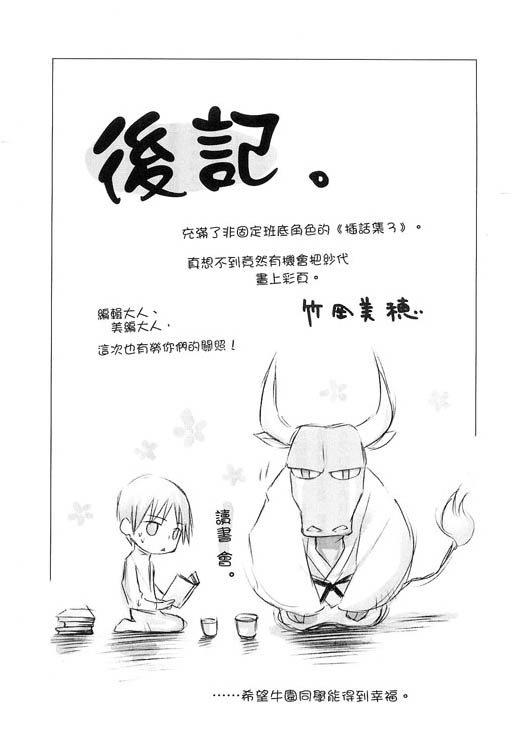 後記。
充滿了非固定班底角色的《插話集3》。
真想不到竟然有機會把紗代
畫上彩頁。
竹岡美穂
編輯大人、
美編大人，
這次也有勞你們的關照！
讀書會。
……希望牛園同學能得到幸福。